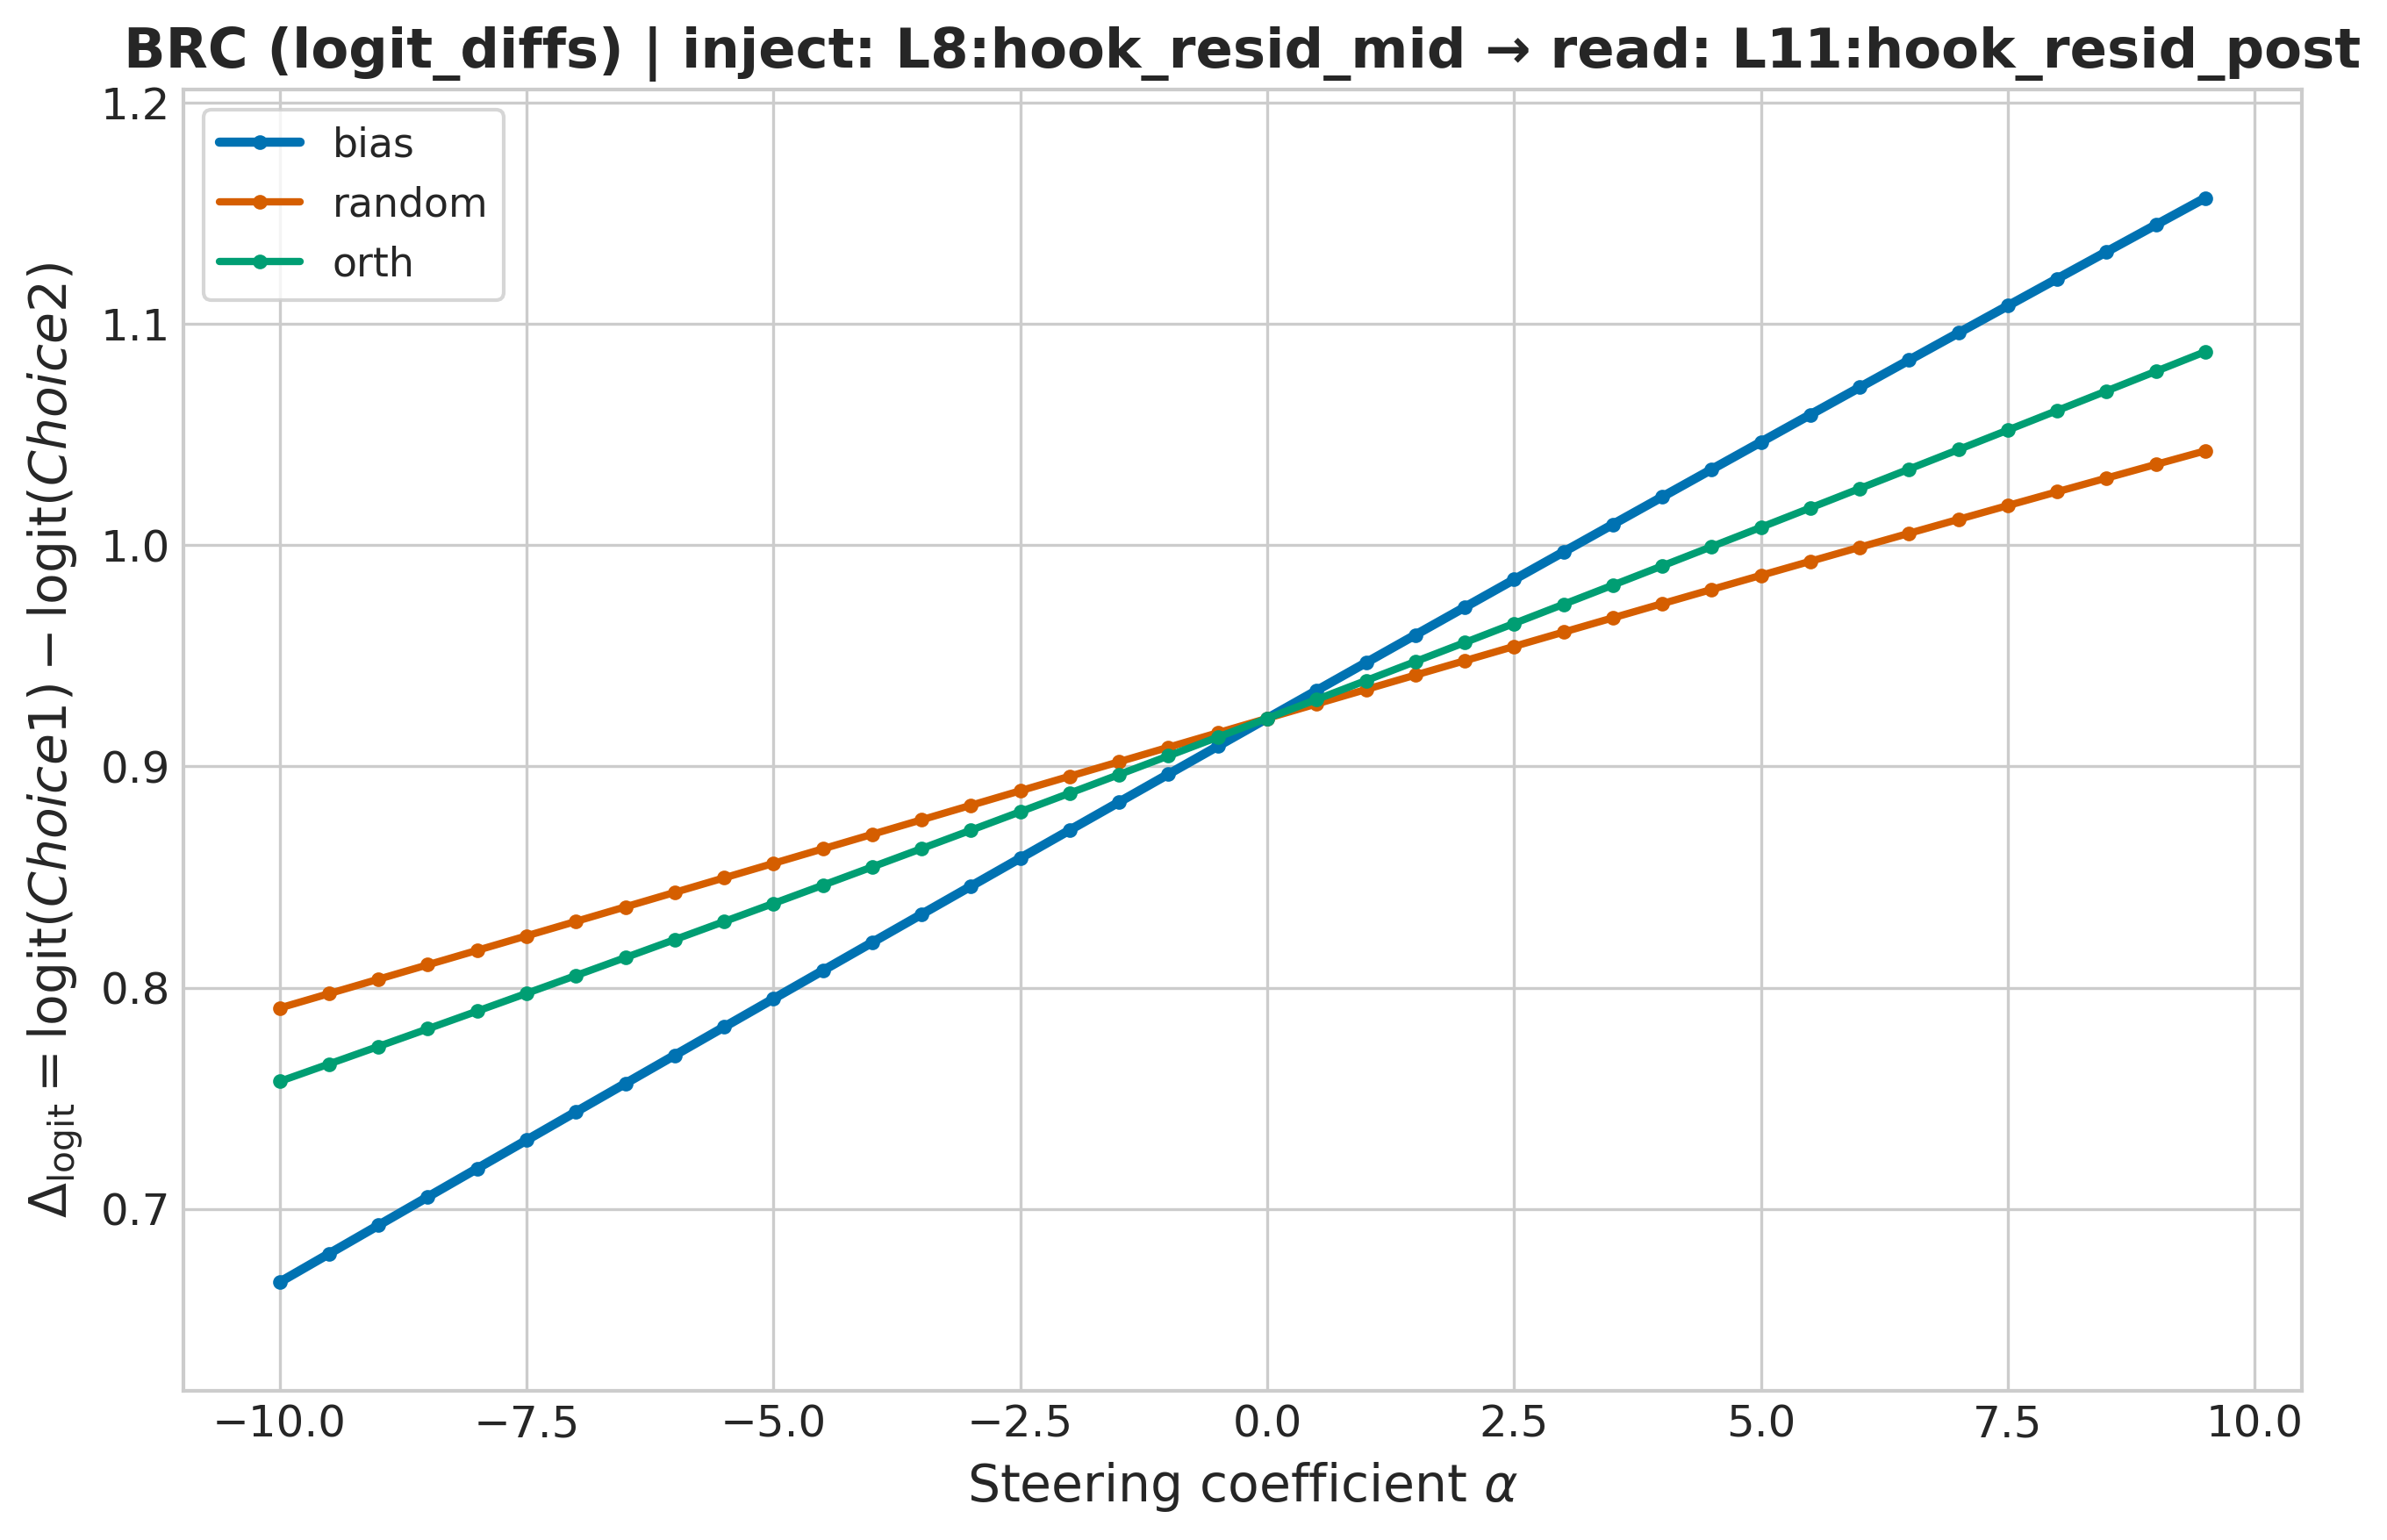 BRC (logit_diffs) | inject: L8:hook_resid_mid → read: L11:hook_resid_post
bias
random
orth
Δlogit = logit(Choice1) − logit(Choice2)
1.2
1.1
1.0
0.9
0.8
0.7
−10.0 −7.5 −5.0 −2.5 0.0 2.5 5.0 7.5 10.0
Steering coefficient α